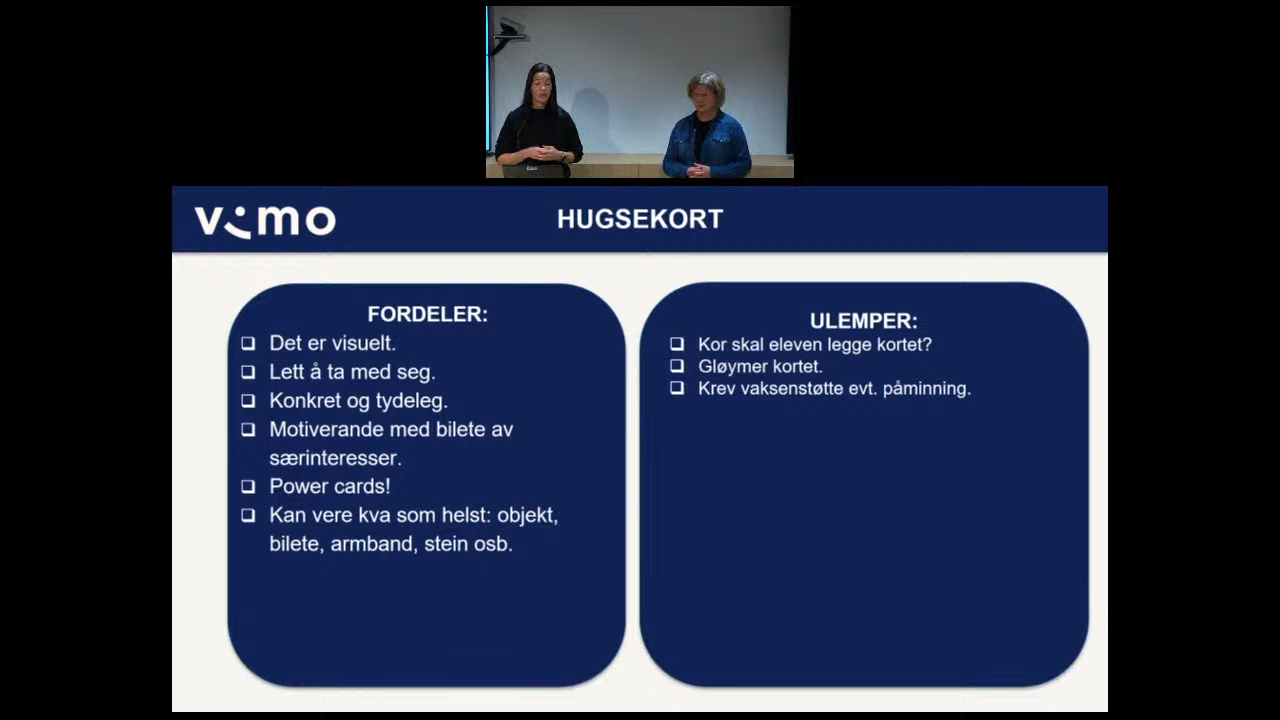 vimo
HUGSEKORT
FORDELER:
❑ Det er visuelt.
❑ Lett å ta med seg.
❑ Konkret og tydeleg.
❑ Motiverande med bilete av
særinteresser.
❑ Power cards!
❑ Kan vere kva som helst: objekt,
bilete, armband, stein osb.
ULEMPER:
❑ Kor skal eleven legge kortet?
❑ Gløymer kortet.
❑ Krev vaksenstøtte evt. påminning.